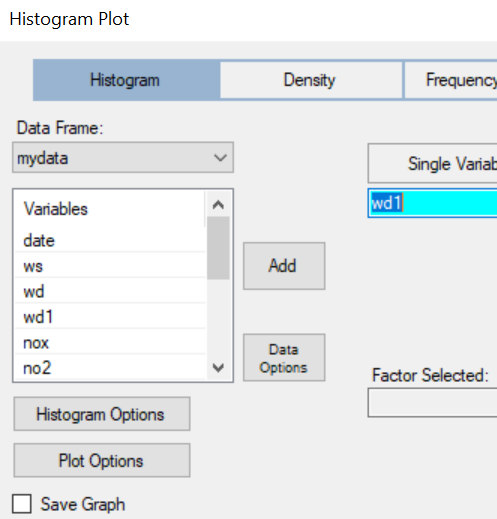 Histogram Plot
Histogram Density Frequency
Data Frame:
mydata
Single Variab
Variables
wd1
date
ws
wd
wd1
nox
no2
Add
Data
Options
Factor Selected:
Histogram Options
Plot Options
Save Graph